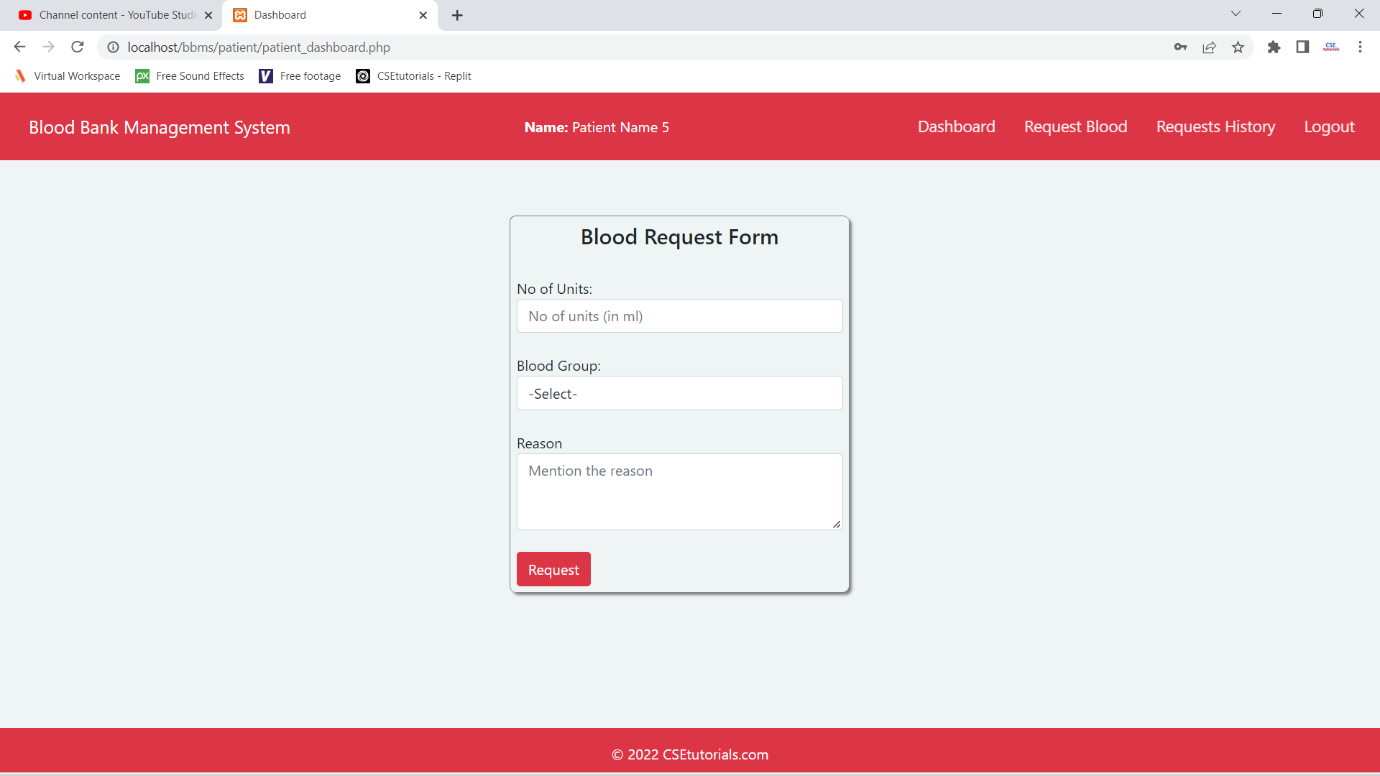 Channel content - YouTube Studi
Dashboard
localhost/bbms/patient/patient_dashboard.php
CSE
Virtual Workspace
px Free Sound Effects
V Free footage
CSEtutorials - Replit
Blood Bank Management System
Name: Patient Name 5
Dashboard Request Blood Requests History Logout
Blood Request Form
No of Units:
No of units (in ml)
Blood Group:
-Select-
Reason
Mention the reason
Request
© 2022 CSEtutorials.com